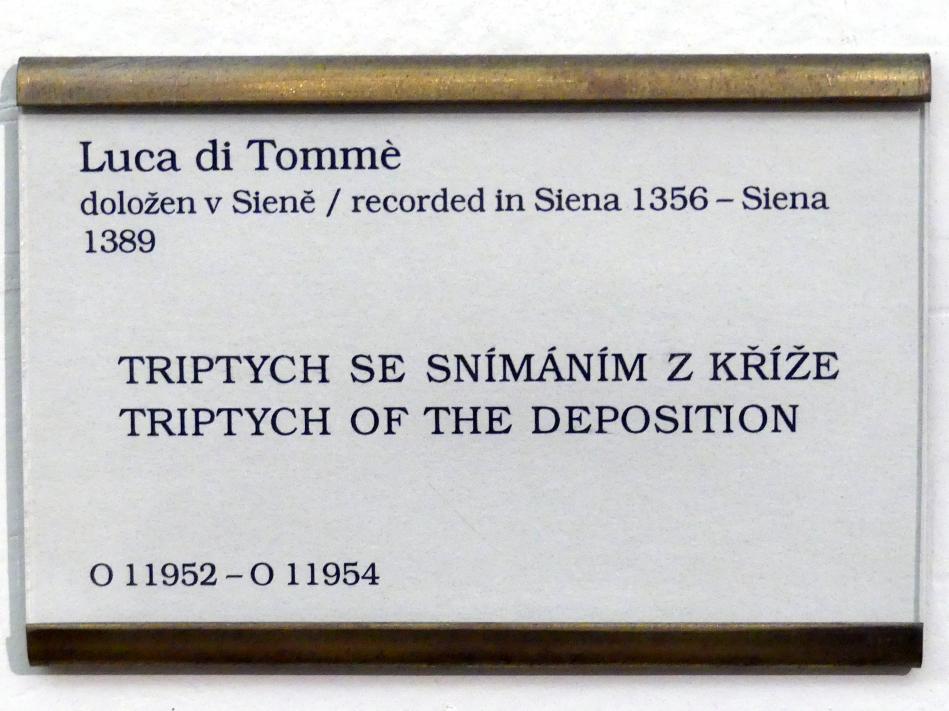 Luca di Tommè
doložen v Sieně / recorded in Siena 1356 – Siena
1389
TRIPTYCH SE SNÍMÁNÍM Z KŘÍŽE
TRIPTYCH OF THE DEPOSITION
O 11952 – O 11954